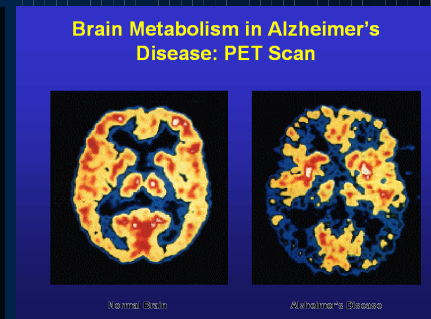 Brain Metabolism in Alzheimer's
Disease: PET Scan
Normal Brain
Alzheimer's Disease